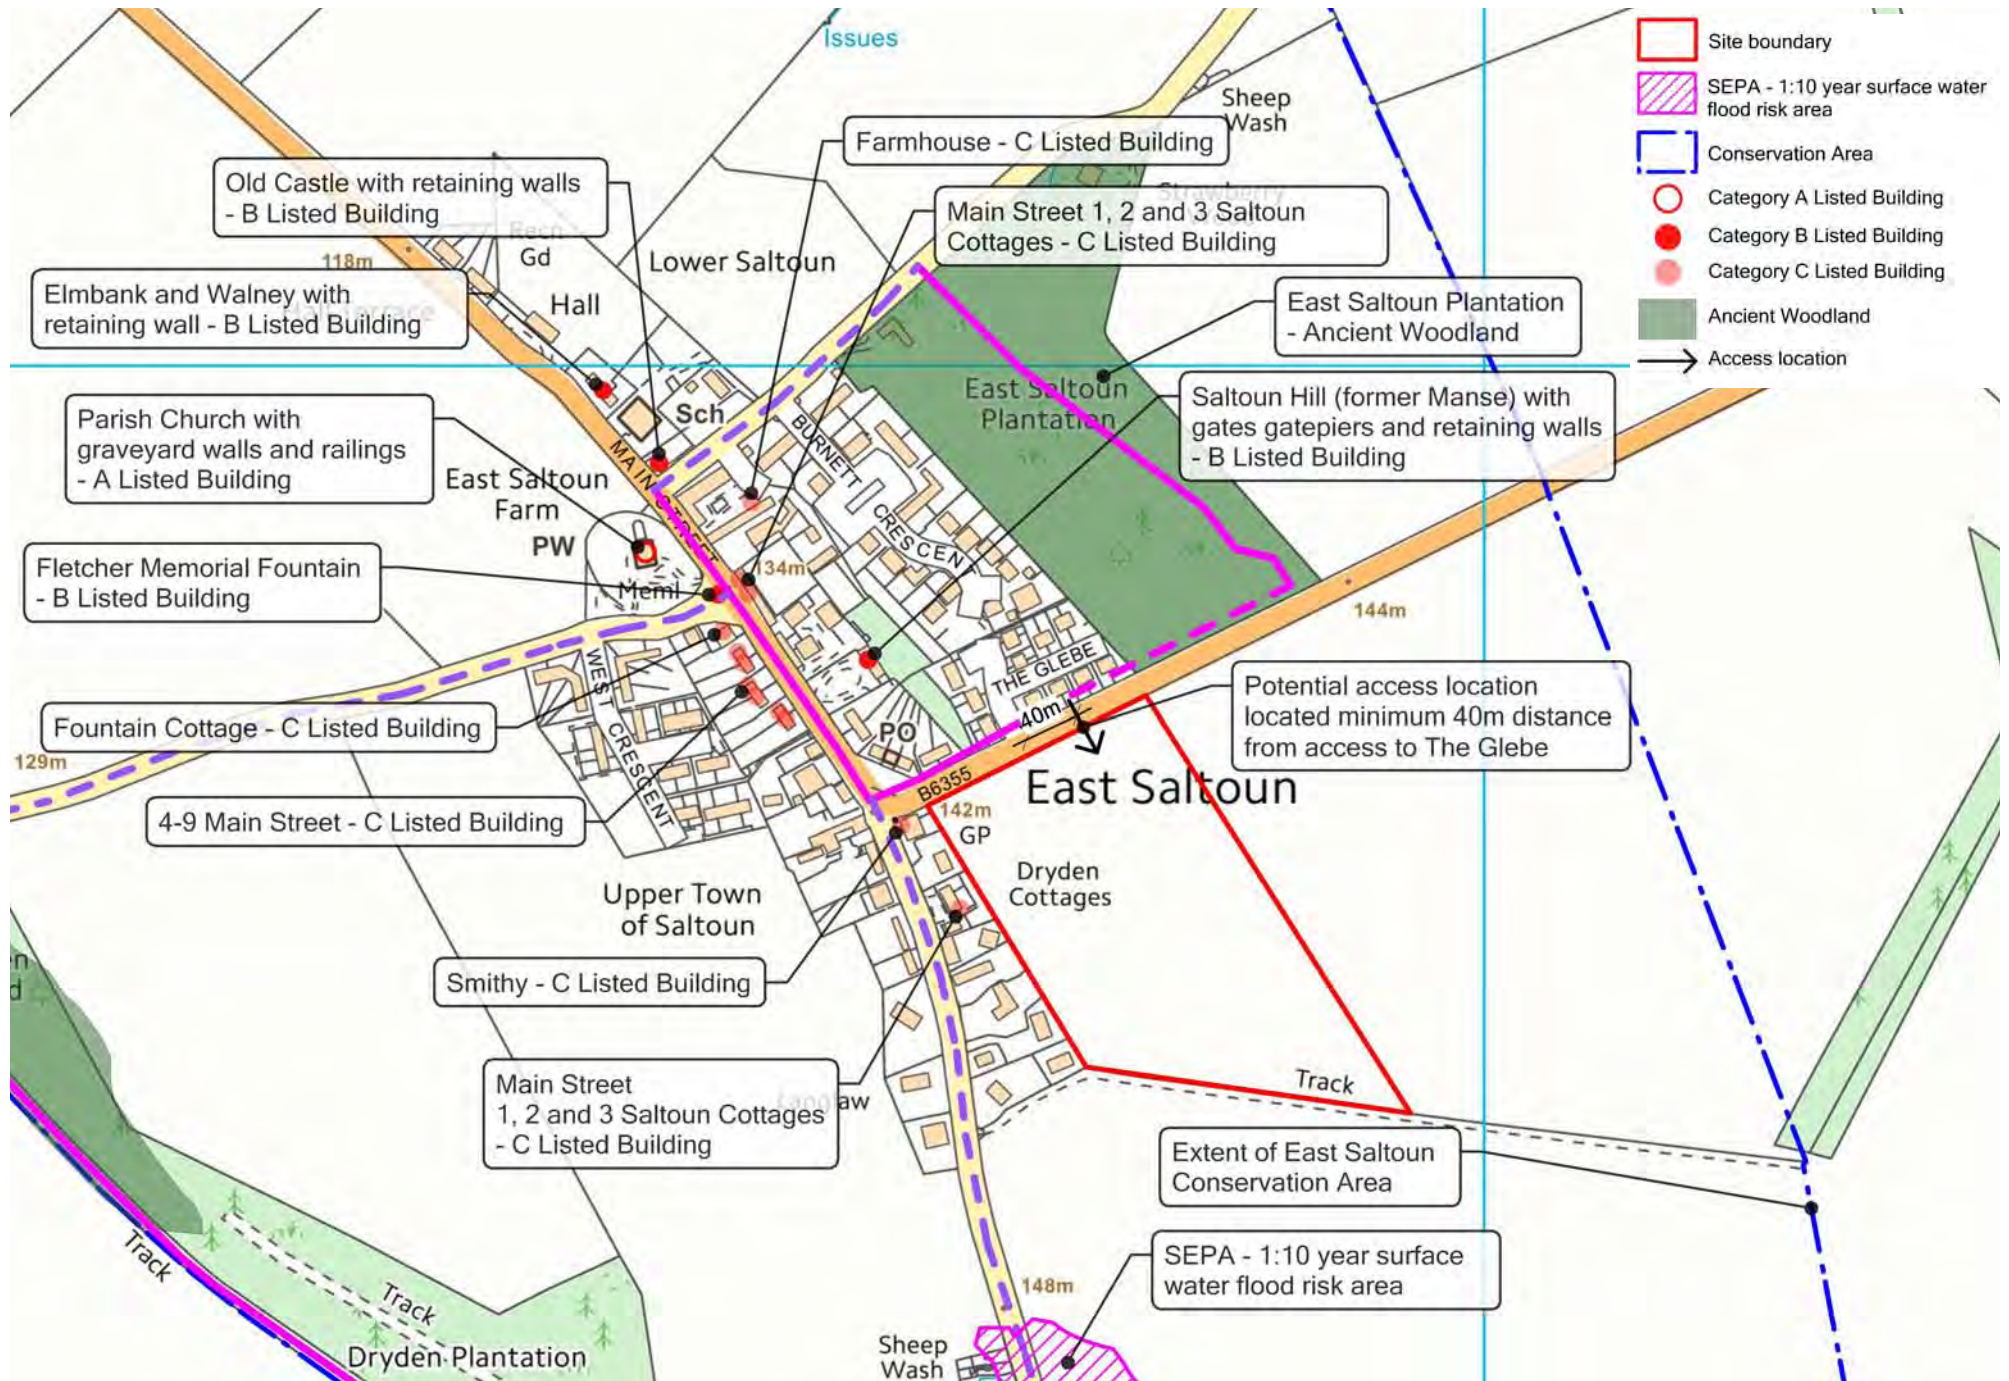 Issues
Site boundary
SEPA - 1:10 year surface water
flood risk area
Conservation Area
Category A Listed Building
Category B Listed Building
Category C Listed Building
Ancient Woodland
Access location
Sheep
Wash
Farmhouse - C Listed Building
Old Castle with retaining walls
- B Listed Building
Strawberry
Main Street 1, 2 and 3 Saltoun
Cottages - C Listed Building
Recn
Gd
118m
Lower Saltoun
Elmbank and Walney with
retaining wall - B Listed Building
Hall Terrace
Hall
East Saltoun Plantation
- Ancient Woodland
East Saltoun
Plantation
Saltoun Hill (former Manse) with
gates gatepiers and retaining walls
- B Listed Building
Parish Church with
graveyard walls and railings
- A Listed Building
Sch
MAIN STREET
BURNETT
CRESCENT
East Saltoun
Farm
PW
Fletcher Memorial Fountain
- B Listed Building
134m
Meml
144m
THE GLEBE
WEST CRESCENT
Potential access location
located minimum 40m distance
from access to The Glebe
40m
Fountain Cottage - C Listed Building
PO
129m
B6355
East Saltoun
4-9 Main Street - C Listed Building
142m
GP
Dryden
Cottages
Upper Town
of Saltoun
Smithy - C Listed Building
Main Street
1, 2 and 3 Saltoun Cottages
- C Listed Building
Track
Extent of East Saltoun
Conservation Area
SEPA - 1:10 year surface
water flood risk area
148m
Track
Track
Dryden Plantation
Sheep
Wash